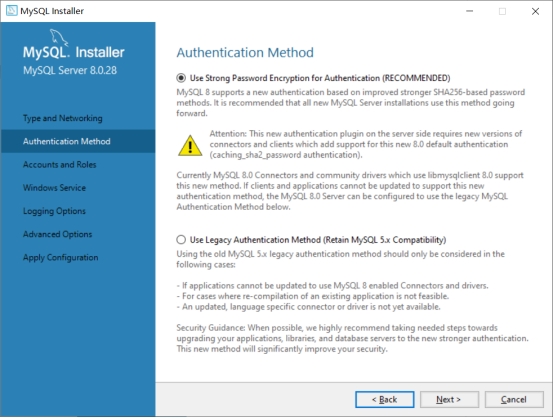 MySQL Installer
MySQL. Installer
MySQL Server 8.0.28
Type and Networking
Authentication Method
Accounts and Roles
Windows Service
Logging Options
Advanced Options
Apply Configuration
Authentication Method
Use Strong Password Encryption for Authentication (RECOMMENDED)
MySQL 8 supports a new authentication based on improved stronger SHA256-based password
methods. It is recommended that all new MySQL Server installations use this method going
forward.
Attention: This new authentication plugin on the server side requires new versions of
connectors and clients which add support for this new 8.0 default authentication
(caching_sha2_password authentication).
Currently MySQL 8.0 Connectors and community drivers which use libmysqlclient 8.0 support
this new method. If clients and applications cannot be updated to support this new
authentication method, the MySQL 8.0 Server can be configured to use the legacy MySQL
Authentication Method below.
Use Legacy Authentication Method (Retain MySQL 5.x Compatibility)
Using the old MySQL 5.x legacy authentication method should only be considered in the
following cases:
- If applications cannot be updated to use MySQL 8 enabled Connectors and drivers.
- For cases where re-compilation of an existing application is not feasible.
- An updated, language specific connector or driver is not yet available.
Security Guidance: When possible, we highly recommend taking needed steps towards
upgrading your applications, libraries, and database servers to the new stronger authentication.
This new method will significantly improve your security.
< Back
Next >
Cancel